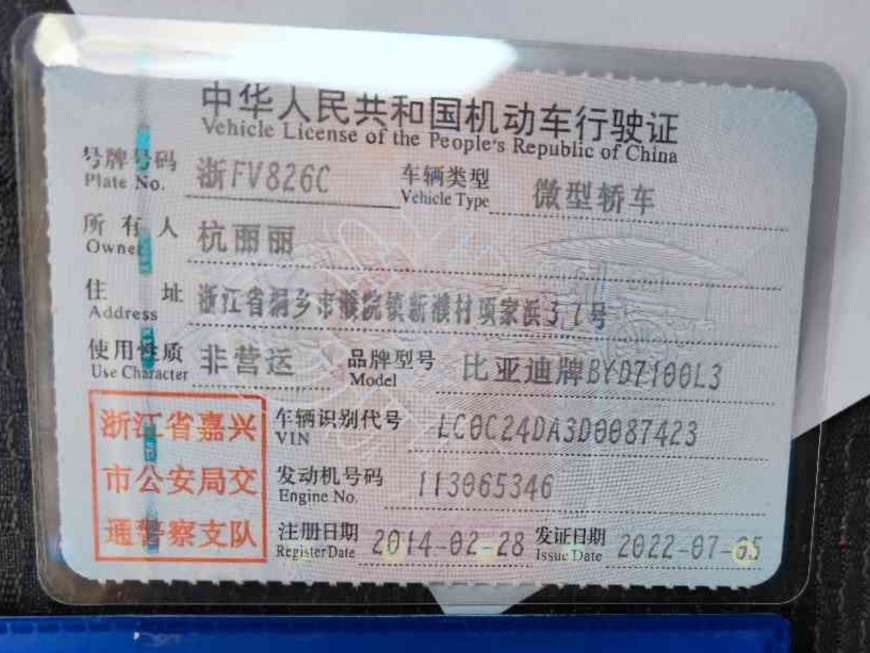 中华人民共和国机动车行驶证
Vehicle License of the People's Republic of China
号牌号码 浙FV826C 车辆类型 微型轿车
Plate No. Vehicle Type
所有人 杭丽丽
Owner
住址 浙江省桐乡市濮院镇新濮村项家浜37号
Address
使用性质 非营运 品牌型号 比亚迪牌BYD7100L3
Use Character Model
浙江省嘉兴
市公安局交
通警察支队
车辆识别代号 LC0C24DA3D0087423
VIN
发动机号码 113065346
Engine No.
注册日期 2014-02-28 发证日期 2022-07-05
Register Date Issue Date